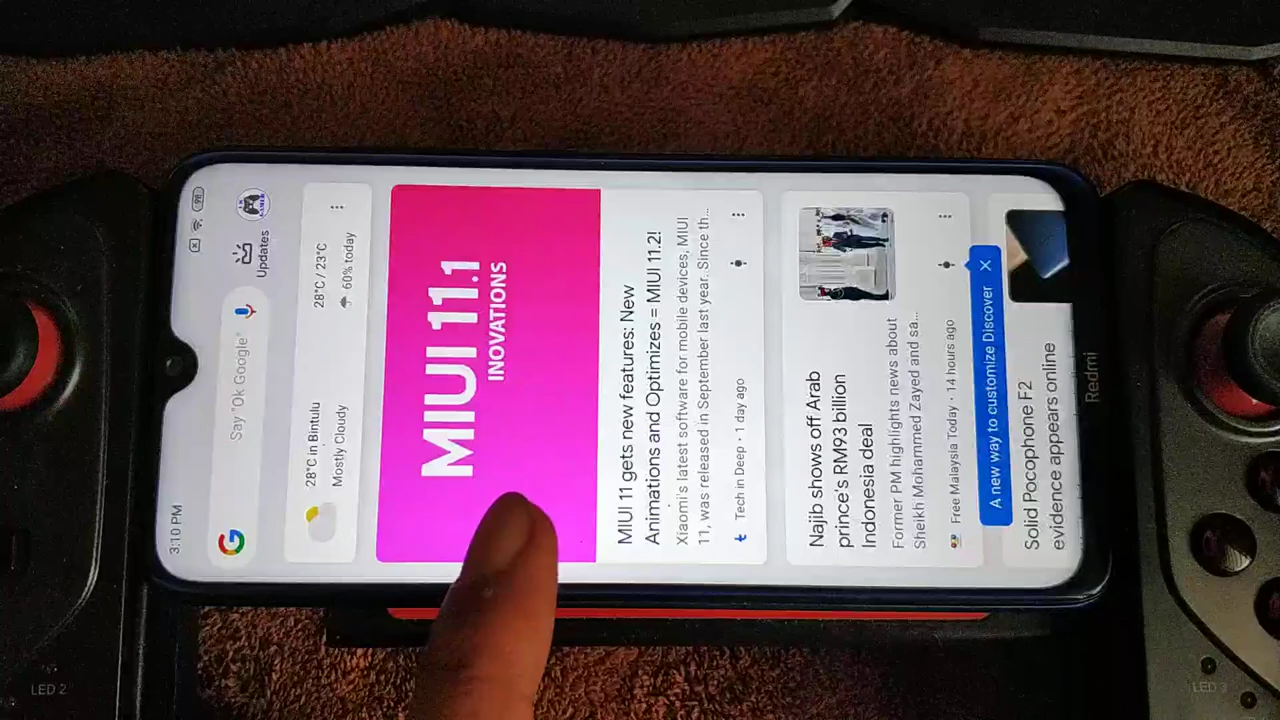 3:10 PM
98
Say "Ok Google"
Updates
28°C in Bintulu
Mostly Cloudy
28°C / 23°C
60% today
MIUI 11.1
INOVATIONS
MIUI 11 gets new features: New
Animations and Optimizes = MIUI 11.2!
Xiaomi's latest software for mobile devices, MIUI
11, was released in September last year. Since th...
Tech in Deep • 1 day ago
Najib shows off Arab
prince's RM93 billion
Indonesia deal
Former PM highlights news about
Sheikh Mohammed Zayed and sa...
Free Malaysia Today • 14 hours ago
A new way to customize Discover
Solid Pocophone F2
evidence appears online
Redmi
LED 2
LED 3